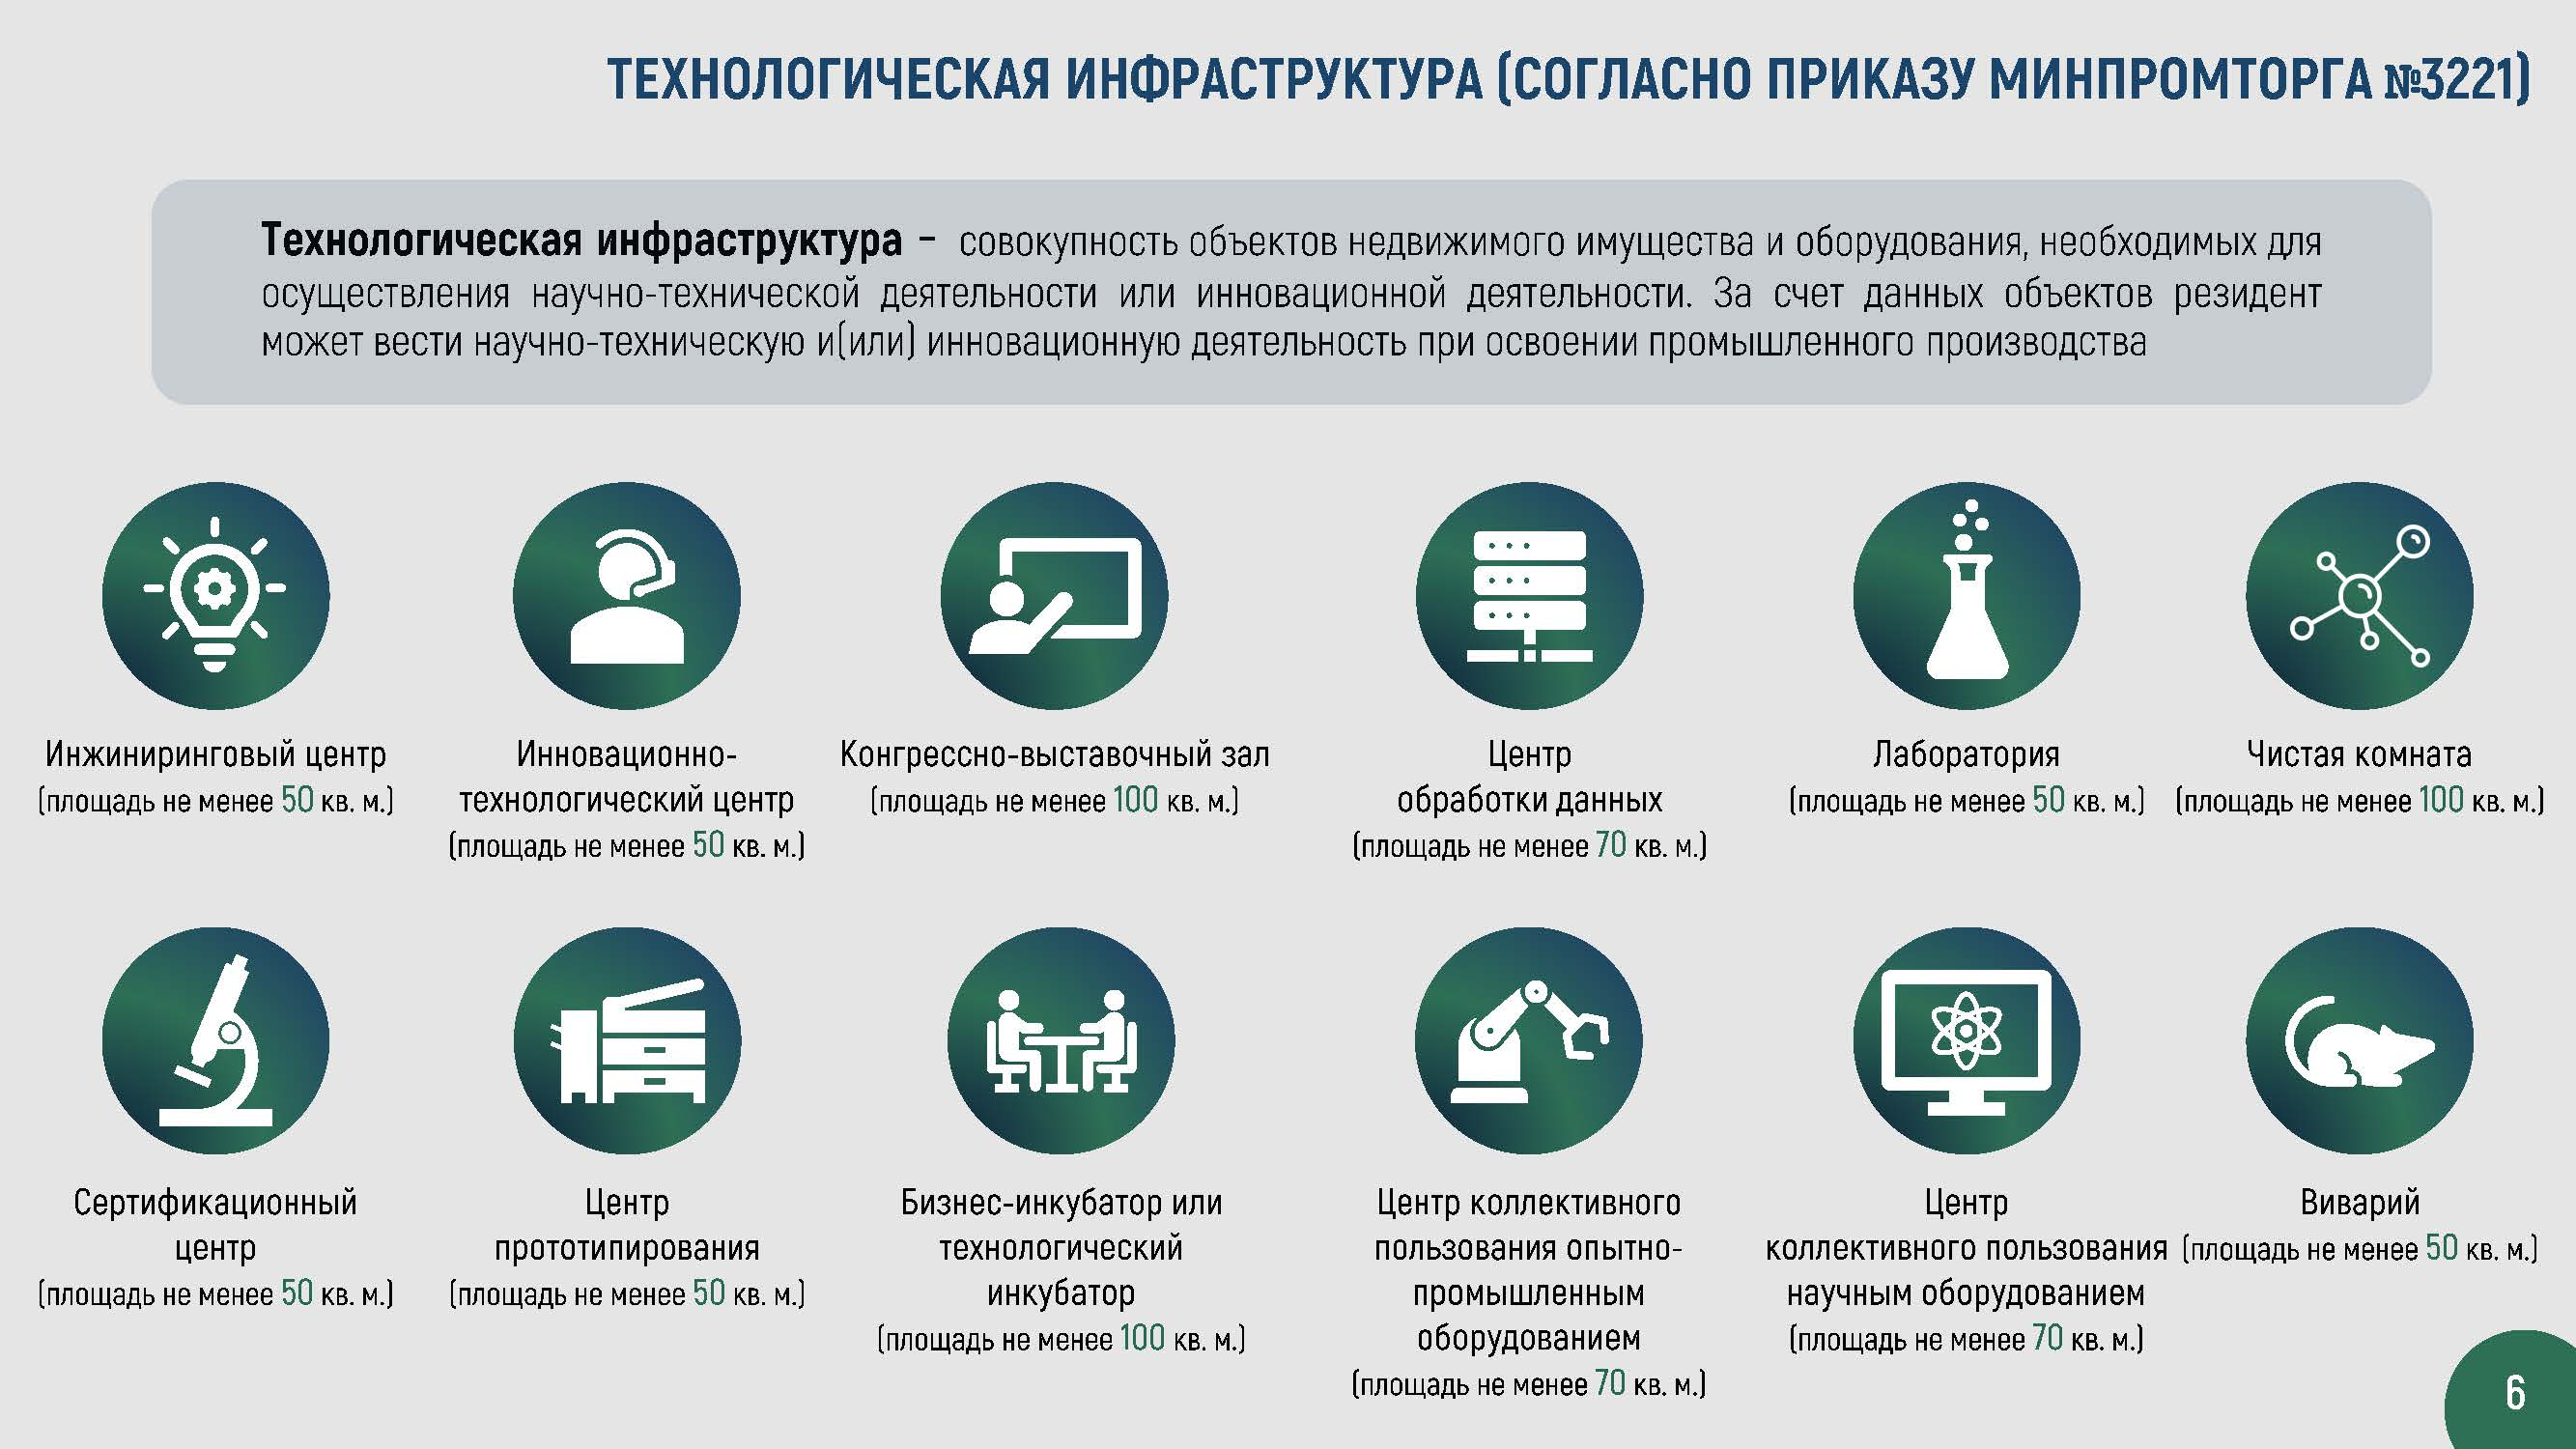 ТЕХНОЛОГИЧЕСКАЯ ИНФРАСТРУКТУРА (СОГЛАСНО ПРИКАЗУ МИНПРОМТОРГА №3221)
Технологическая инфраструктура – совокупность объектов недвижимого имущества и оборудования, необходимых для
осуществления научно-технической деятельности или инновационной деятельности. За счет данных объектов резидент
может вести научно-техническую и(или) инновационную деятельность при освоении промышленного производства
Инжиниринговый центр
(площадь не менее 50 кв. м.)
Инновационно-
технологический центр
(площадь не менее 50 кв. м.)
Конгрессно-выставочный зал
(площадь не менее 100 кв. м.)
Центр
обработки данных
(площадь не менее 70 кв. м.)
Лаборатория
(площадь не менее 50 кв. м.)
Чистая комната
(площадь не менее 100 кв. м.)
Сертификационный
центр
(площадь не менее 50 кв. м.)
Центр
прототипирования
(площадь не менее 50 кв. м.)
Бизнес-инкубатор или
технологический
инкубатор
(площадь не менее 100 кв. м.)
Центр коллективного
пользования опытно-
промышленным
оборудованием
(площадь не менее 70 кв. м.)
Центр
коллективного пользования
научным оборудованием
(площадь не менее 70 кв. м.)
Виварий
(площадь не менее 50 кв. м.)
6